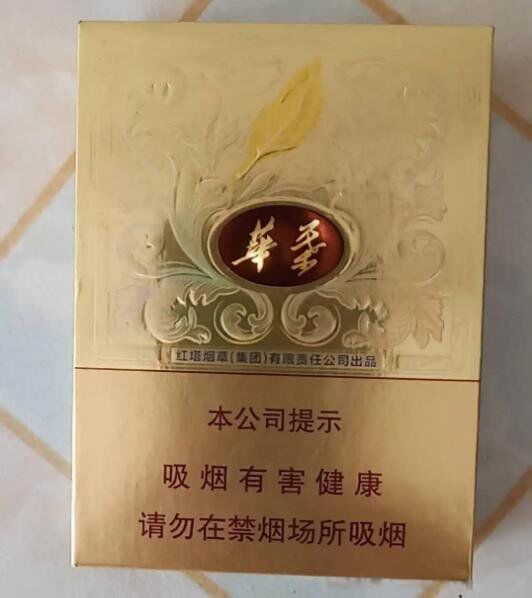 華葉
红塔烟草(集团)有限责任公司出品
本公司提示
吸烟有害健康
请勿在禁烟场所吸烟